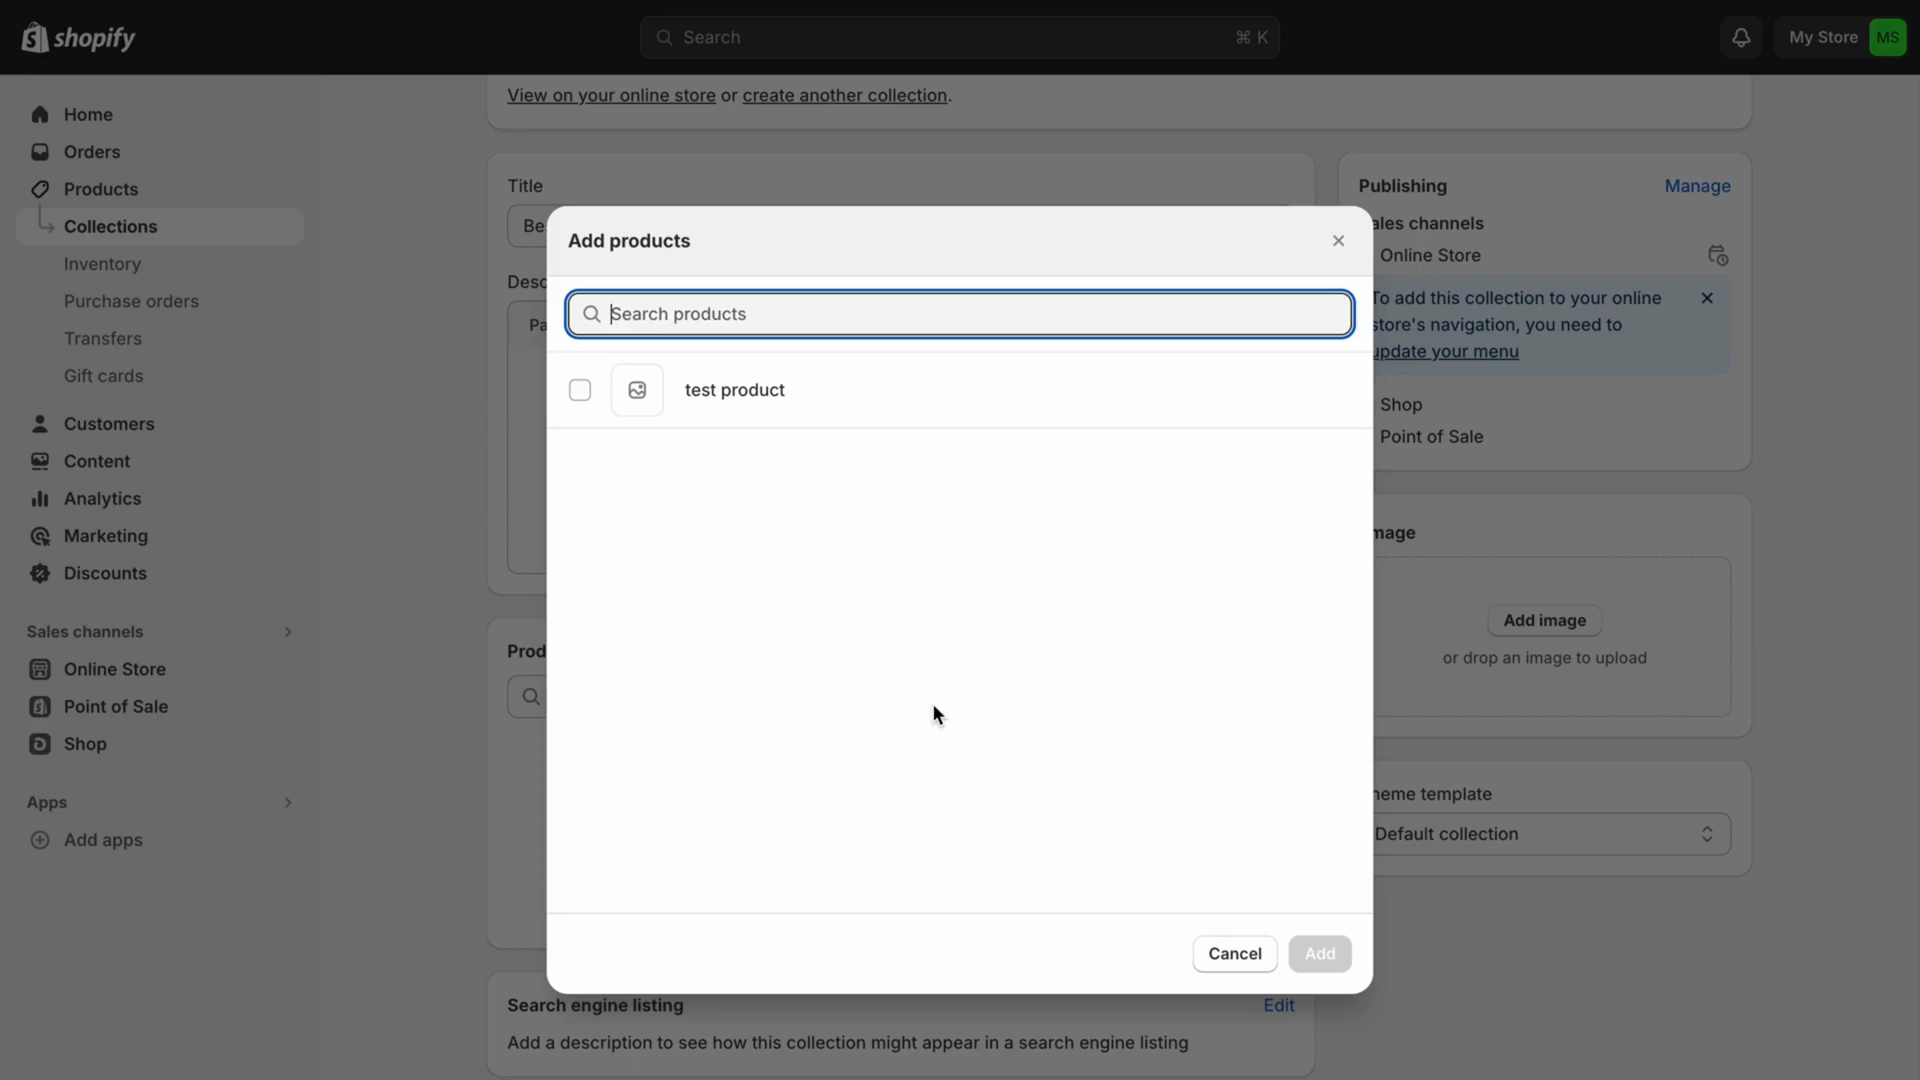 shopify
Search
⌘ K
My Store
MS
Home
Orders
Products
Collections
Inventory
Purchase orders
Transfers
Gift cards
Customers
Content
Analytics
Marketing
Discounts
Sales channels
Online Store
Point of Sale
Shop
Apps
Add apps
View on your online store or create another collection.
Title
Be
Desc
Pa
Prod
Add products
Search products
test product
Cancel
Add
Search engine listing
Edit
Add a description to see how this collection might appear in a search engine listing
Publishing
Manage
ales channels
Online Store
To add this collection to your online
store's navigation, you need to
update your menu
Shop
Point of Sale
mage
Add image
or drop an image to upload
heme template
Default collection